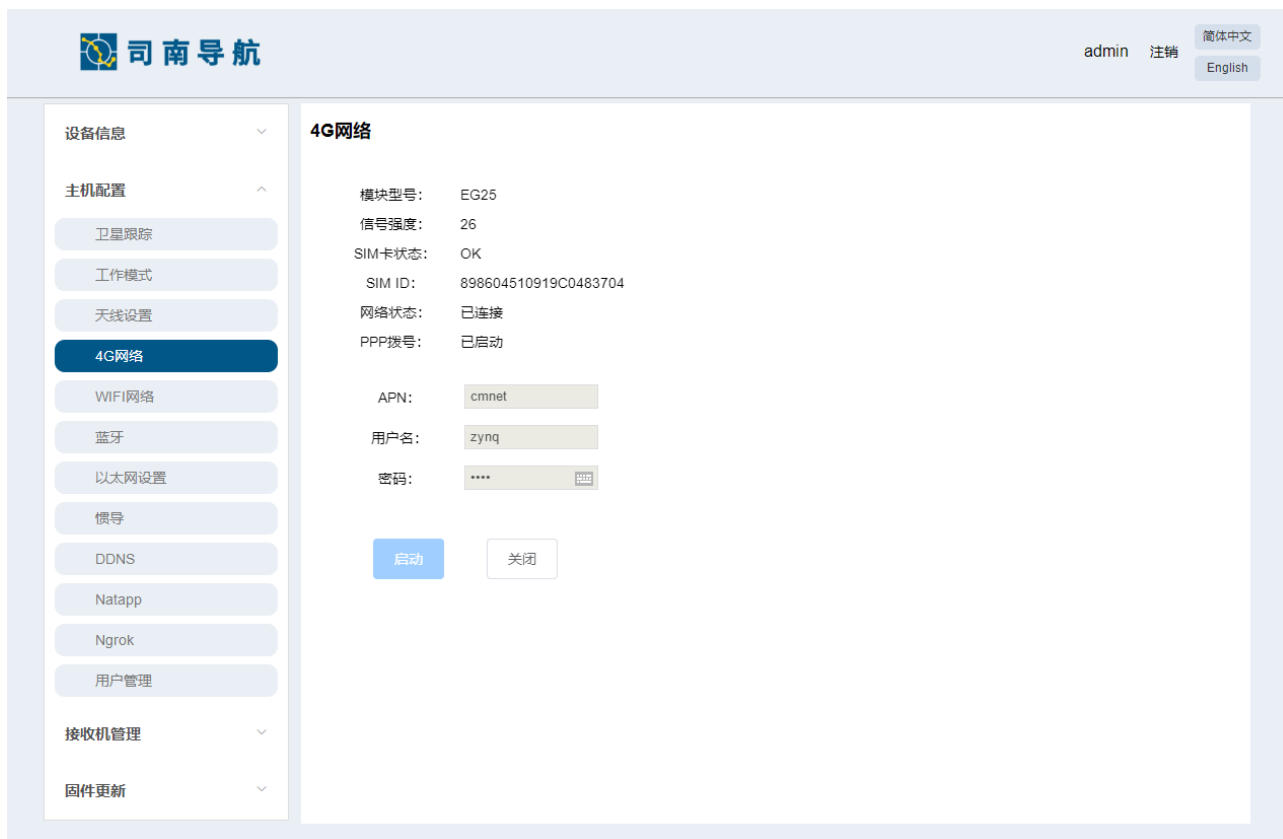 司南导航
admin 注销
简体中文
English
设备信息
主机配置
卫星跟踪
工作模式
天线设置
4G网络
WIFI网络
蓝牙
以太网设置
惯导
DDNS
Natapp
Ngrok
用户管理
接收机管理
固件更新
4G网络
模块型号： EG25
信号强度： 26
SIM卡状态： OK
SIM ID： 898604510919C0483704
网络状态： 已连接
PPP拨号： 已启动
APN： cmnet
用户名： zynq
密码： ••••
启动 关闭